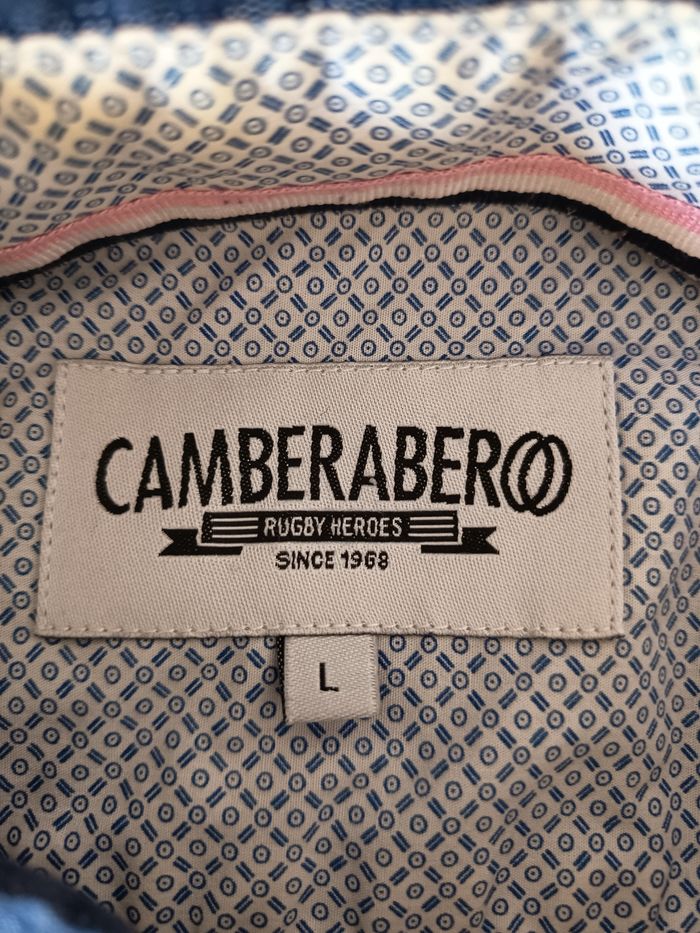 CAMBERABERO
RUGBY HEROES
SINCE 1968
L